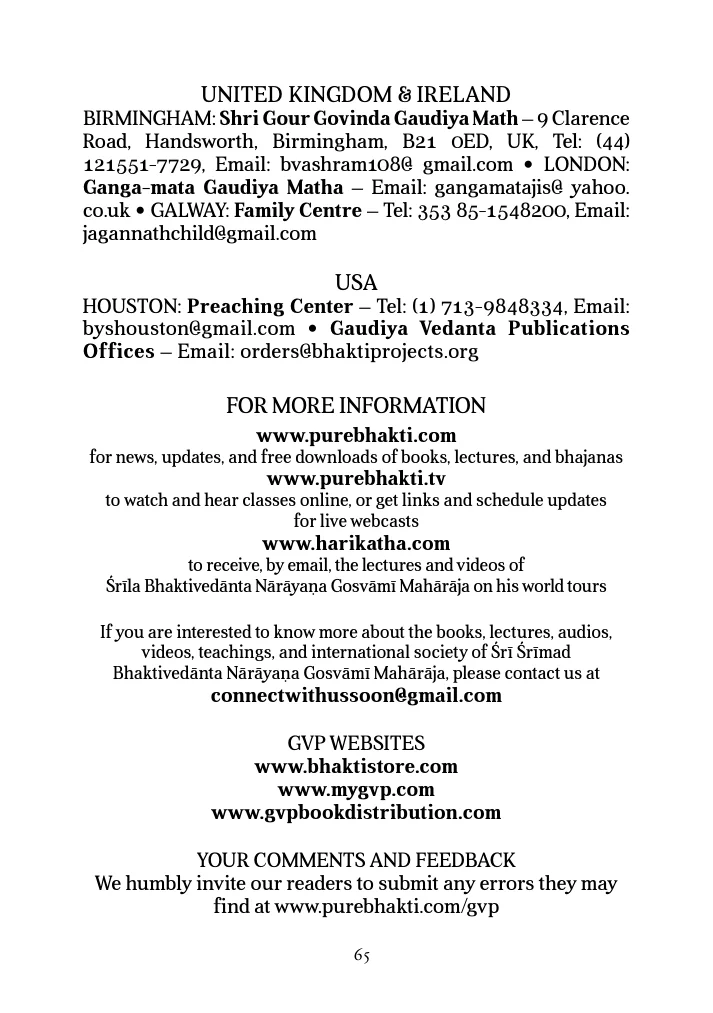 UNITED KINGDOM & IRELAND
BIRMINGHAM: Shri Gour Govinda Gaudiya Math – 9 Clarence
Road, Handsworth, Birmingham, B21 0ED, UK, Tel: (44)
121551-7729, Email: bvashram108@ gmail.com • LONDON:
Ganga-mata Gaudiya Matha – Email: gangamatajis@ yahoo.
co.uk • GALWAY: Family Centre – Tel: 353 85-1548200, Email:
jagannathchild@gmail.com
USA
HOUSTON: Preaching Center – Tel: (1) 713-9848334, Email:
byshouston@gmail.com • Gaudiya Vedanta Publications
Offices – Email: orders@bhaktiprojects.org
FOR MORE INFORMATION
www.purebhakti.com
for news, updates, and free downloads of books, lectures, and bhajanas
www.purebhakti.tv
to watch and hear classes online, or get links and schedule updates
for live webcasts
www.harikatha.com
to receive, by email, the lectures and videos of
Śrīla Bhaktivedānta Nārāyaṇa Gosvāmī Mahārāja on his world tours
If you are interested to know more about the books, lectures, audios,
videos, teachings, and international society of Śrī Śrīmad
Bhaktivedānta Nārāyaṇa Gosvāmī Mahārāja, please contact us at
connectwithussoon@gmail.com
GVP WEBSITES
www.bhaktistore.com
www.mygvp.com
www.gvpbookdistribution.com
YOUR COMMENTS AND FEEDBACK
We humbly invite our readers to submit any errors they may
find at www.purebhakti.com/gvp
65